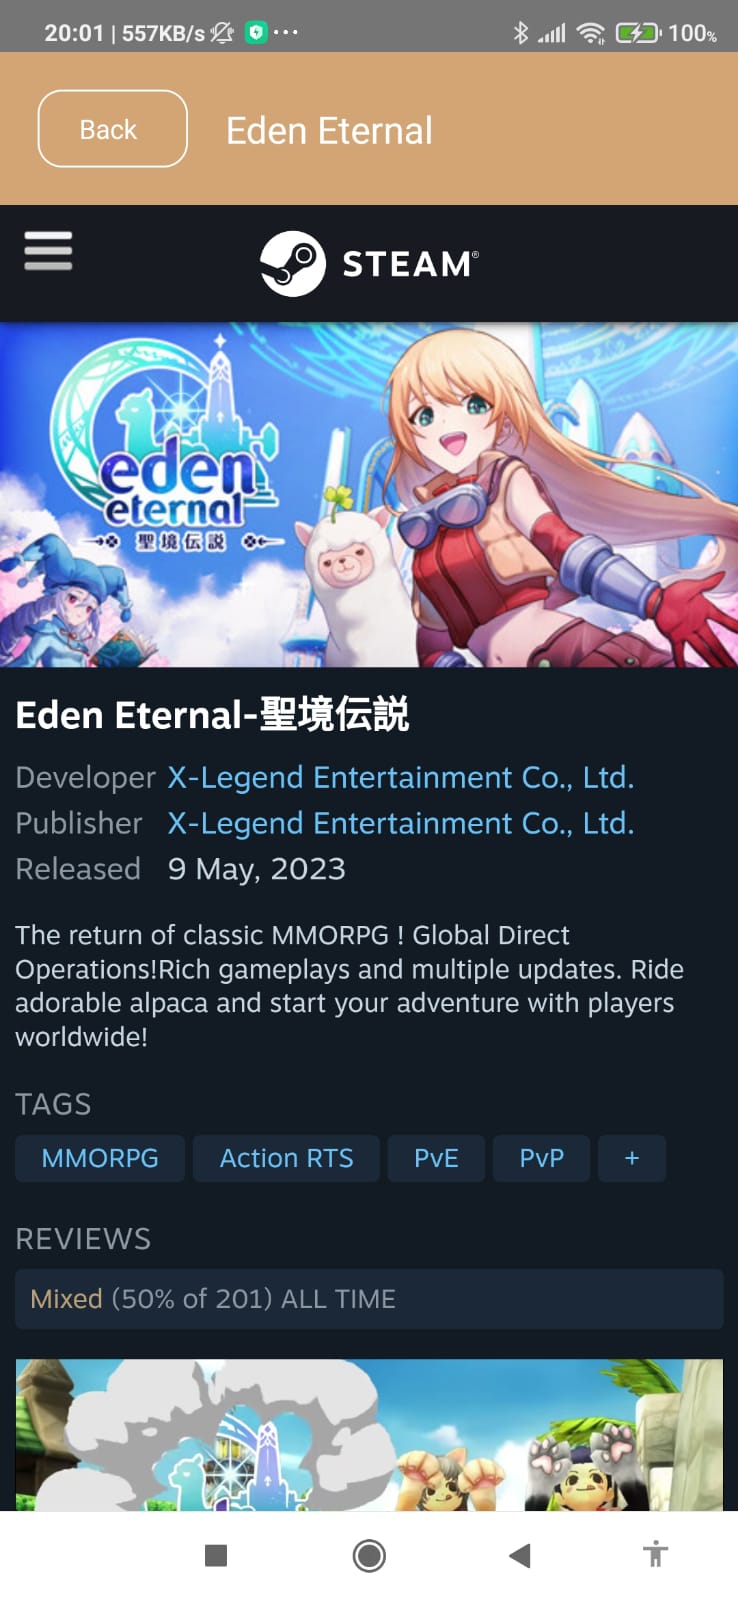 20:01 | 557KB/s ... 100%
Back Eden Eternal
STEAM®
eden
eternal
聖境伝説
Eden Eternal-聖境伝説
Developer X-Legend Entertainment Co., Ltd.
Publisher X-Legend Entertainment Co., Ltd.
Released 9 May, 2023
The return of classic MMORPG ! Global Direct
Operations!Rich gameplays and multiple updates. Ride
adorable alpaca and start your adventure with players
worldwide!
TAGS
MMORPG Action RTS PvE PvP +
REVIEWS
Mixed (50% of 201) ALL TIME